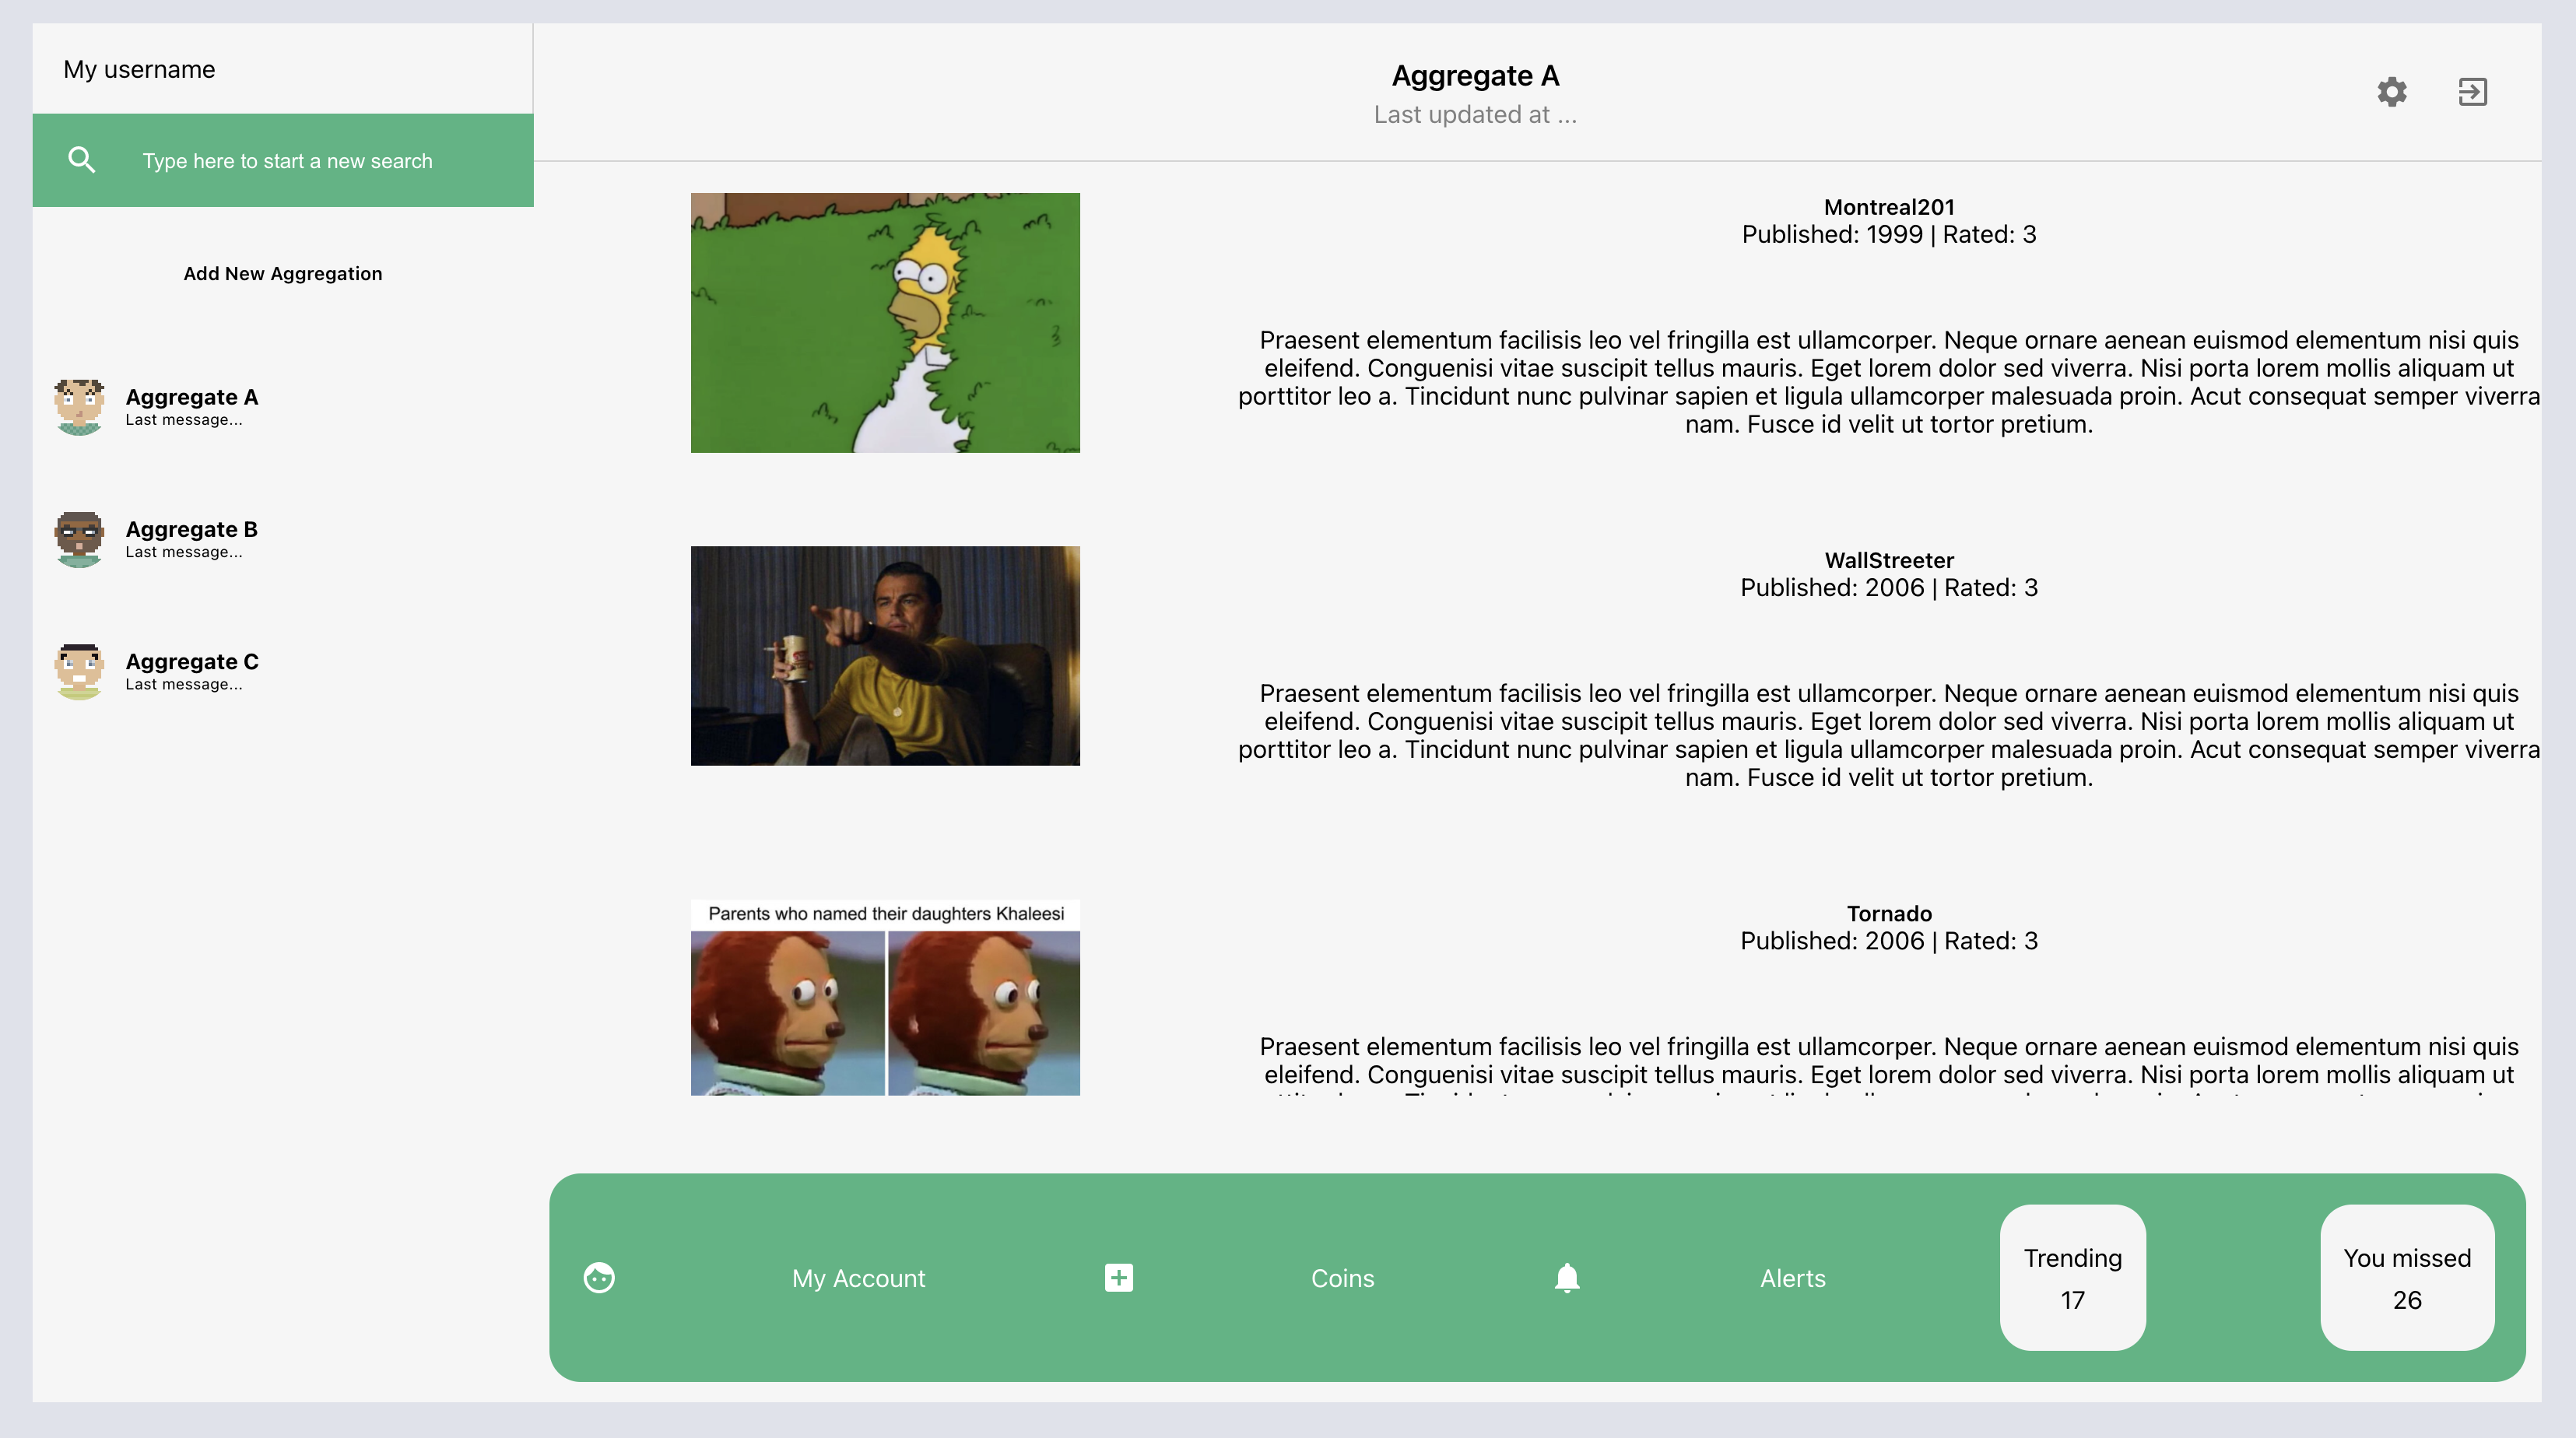 My username
Type here to start a new search
Add New Aggregation
Aggregate A
Last message...
Aggregate B
Last message...
Aggregate C
Last message...
Aggregate A
Last updated at ...
Montreal201
Published: 1999 | Rated: 3
Praesent elementum facilisis leo vel fringilla est ullamcorper. Neque ornare aenean euismod elementum nisi quis
eleifend. Conguenisi vitae suscipit tellus mauris. Eget lorem dolor sed viverra. Nisi porta lorem mollis aliquam ut
porttitor leo a. Tincidunt nunc pulvinar sapien et ligula ullamcorper malesuada proin. Acut consequat semper viverra
nam. Fusce id velit ut tortor pretium.
WallStreeter
Published: 2006 | Rated: 3
Praesent elementum facilisis leo vel fringilla est ullamcorper. Neque ornare aenean euismod elementum nisi quis
eleifend. Conguenisi vitae suscipit tellus mauris. Eget lorem dolor sed viverra. Nisi porta lorem mollis aliquam ut
porttitor leo a. Tincidunt nunc pulvinar sapien et ligula ullamcorper malesuada proin. Acut consequat semper viverra
nam. Fusce id velit ut tortor pretium.
Parents who named their daughters Khaleesi
Tornado
Published: 2006 | Rated: 3
Praesent elementum facilisis leo vel fringilla est ullamcorper. Neque ornare aenean euismod elementum nisi quis
eleifend. Conguenisi vitae suscipit tellus mauris. Eget lorem dolor sed viverra. Nisi porta lorem mollis aliquam ut
My Account
Coins
Alerts
Trending
17
You missed
26